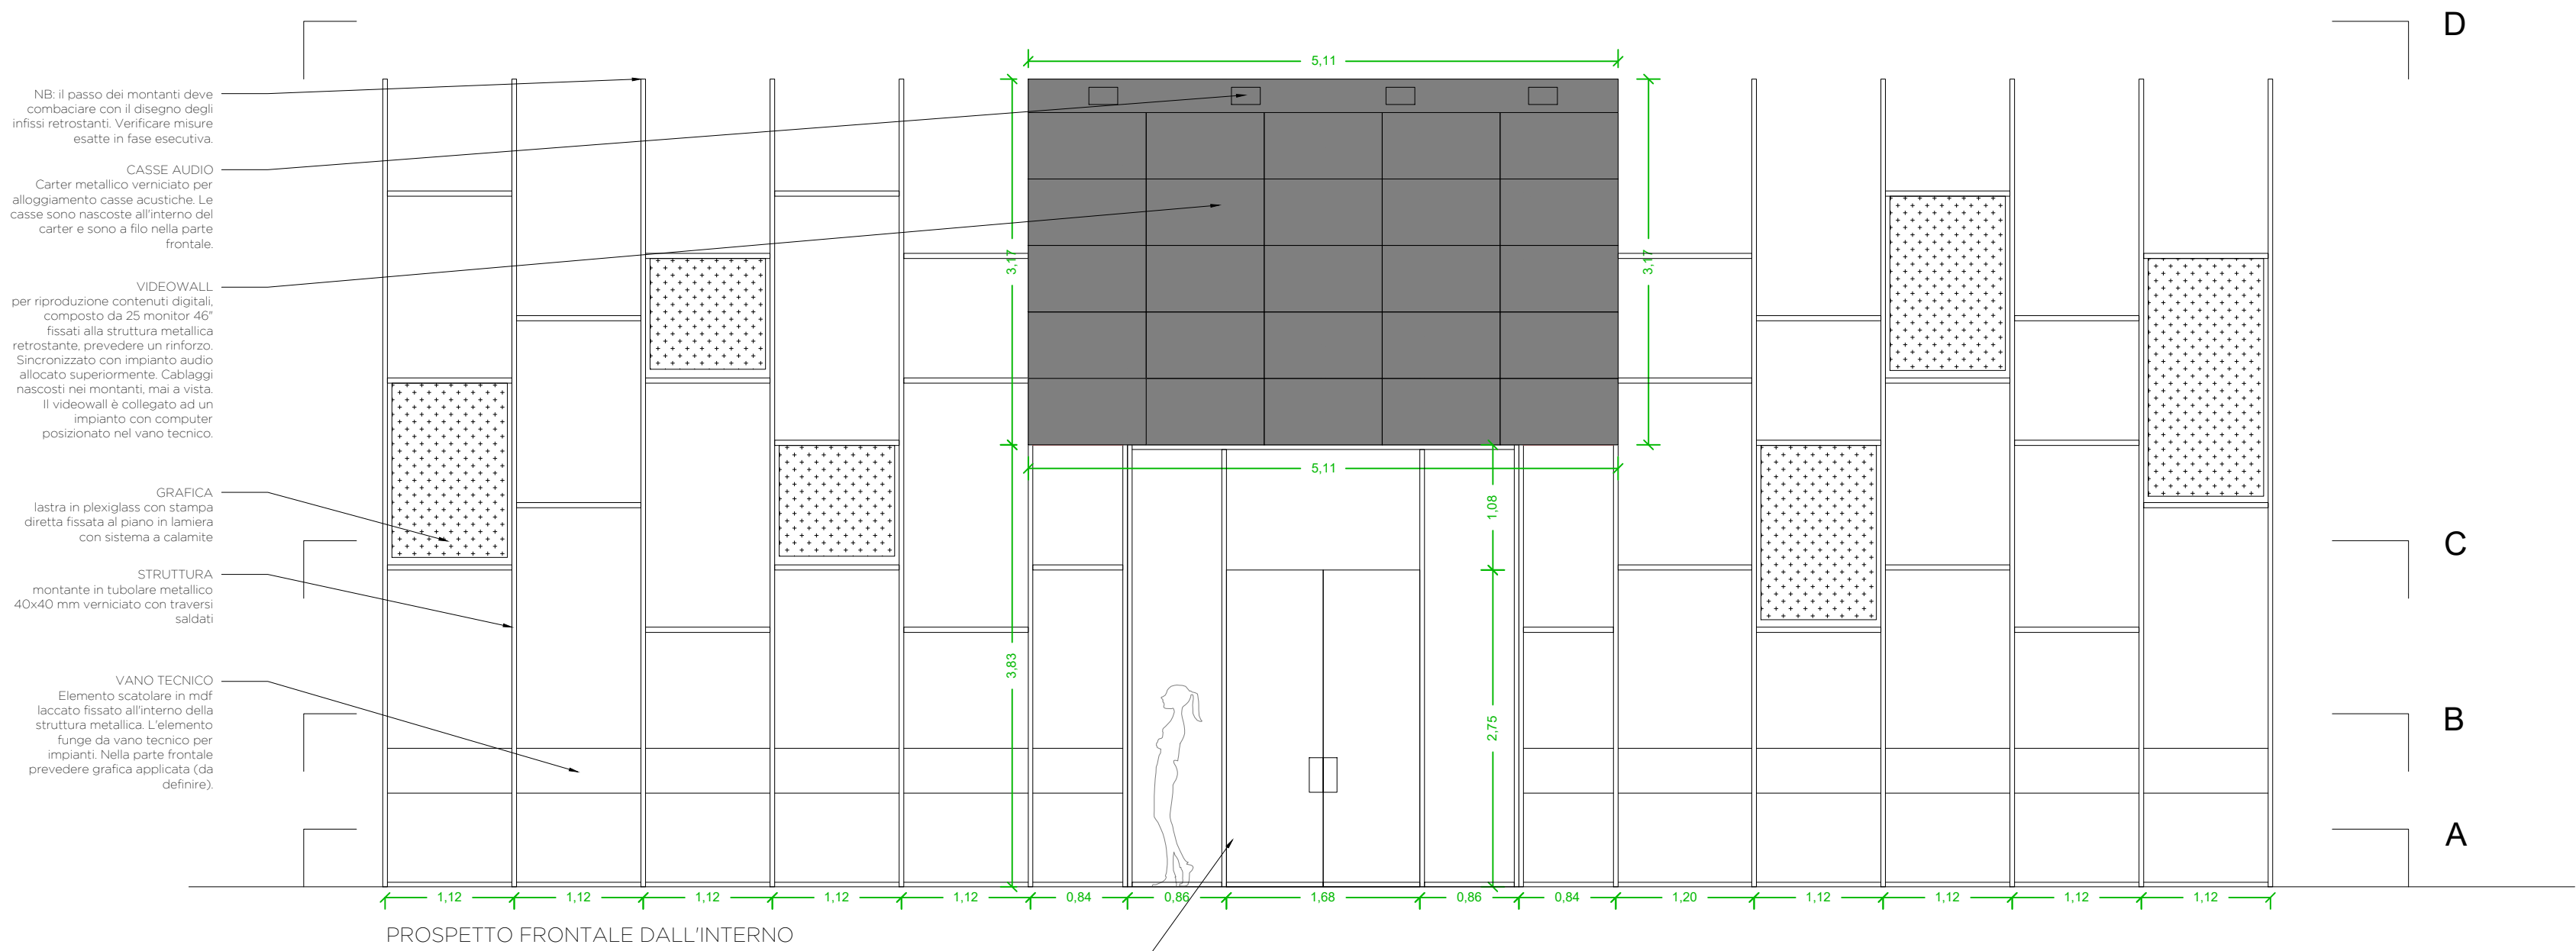 NB: il passo dei montanti deve
combaciare con il disegno degli
infissi retrostanti. Verificare misure
esatte in fase esecutiva.
CASSE AUDIO
Carter metallico verniciato per
alloggiamento casse acustiche. Le
casse sono nascoste all'interno del
carter e sono a filo nella parte
frontale.
VIDEOWALL
per riproduzione contenuti digitali,
composto da 25 monitor 46"
fissati alla struttura metallica
retrostante, prevedere un rinforzo.
Sincronizzato con impianto audio
allocato superiormente. Cablaggi
nascosti nei montanti, mai a vista.
Il videowall è collegato ad un
impianto con computer
posizionato nel vano tecnico.
GRAFICA
lastra in plexiglass con stampa
diretta fissata al piano in lamiera
con sistema a calamite
STRUTTURA
montante in tubolare metallico
40x40 mm verniciato con traversi
saldati
VANO TECNICO
Elemento scatolare in mdf
laccato fissato all'interno della
struttura metallica. L'elemento
funge da vano tecnico per
impianti. Nella parte frontale
prevedere grafica applicata (da
definire).
5,11
3,17
3,17
5,11
1,08
3,83
2,75
D
C
B
A
1,12 1,12 1,12 1,12 1,12 0,84 0,86 1,68 0,86 0,84 1,20 1,12 1,12 1,12 1,12
PROSPETTO FRONTALE DALL'INTERNO